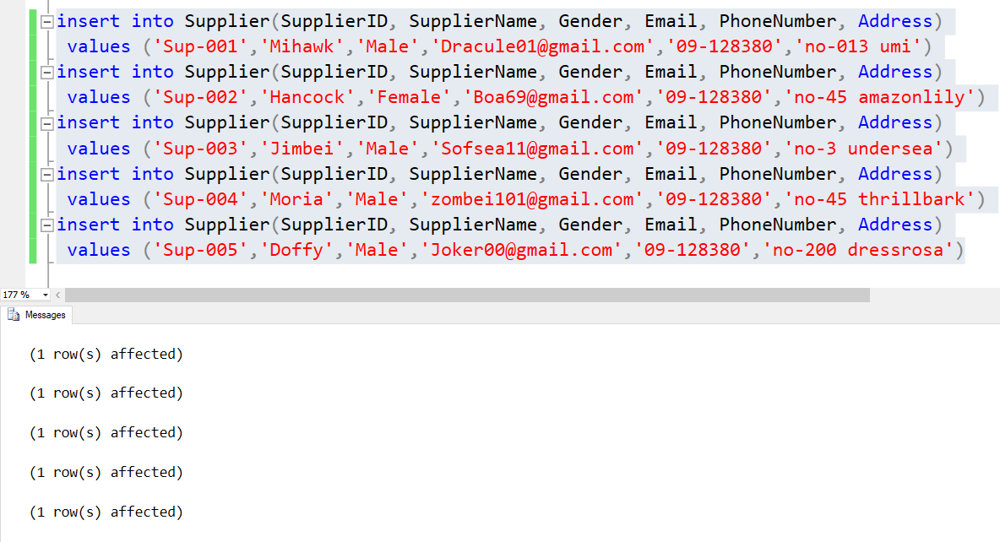 insert into Supplier(SupplierID, SupplierName, Gender, Email, PhoneNumber, Address)
values ('Sup-001','Mihawk','Male','Dracule01@gmail.com','09-128380','no-013 umi')
insert into Supplier(SupplierID, SupplierName, Gender, Email, PhoneNumber, Address)
values ('Sup-002','Hancock','Female','Boa69@gmail.com','09-128380','no-45 amazonlily')
insert into Supplier(SupplierID, SupplierName, Gender, Email, PhoneNumber, Address)
values ('Sup-003','Jimbei','Male','Sofsea11@gmail.com','09-128380','no-3 undersea')
insert into Supplier(SupplierID, SupplierName, Gender, Email, PhoneNumber, Address)
values ('Sup-004','Moria','Male','zombei101@gmail.com','09-128380','no-45 thrillbark')
insert into Supplier(SupplierID, SupplierName, Gender, Email, PhoneNumber, Address)
values ('Sup-005','Doffy','Male','Joker00@gmail.com','09-128380','no-200 dressrosa')
177 %
Messages
(1 row(s) affected)
(1 row(s) affected)
(1 row(s) affected)
(1 row(s) affected)
(1 row(s) affected)